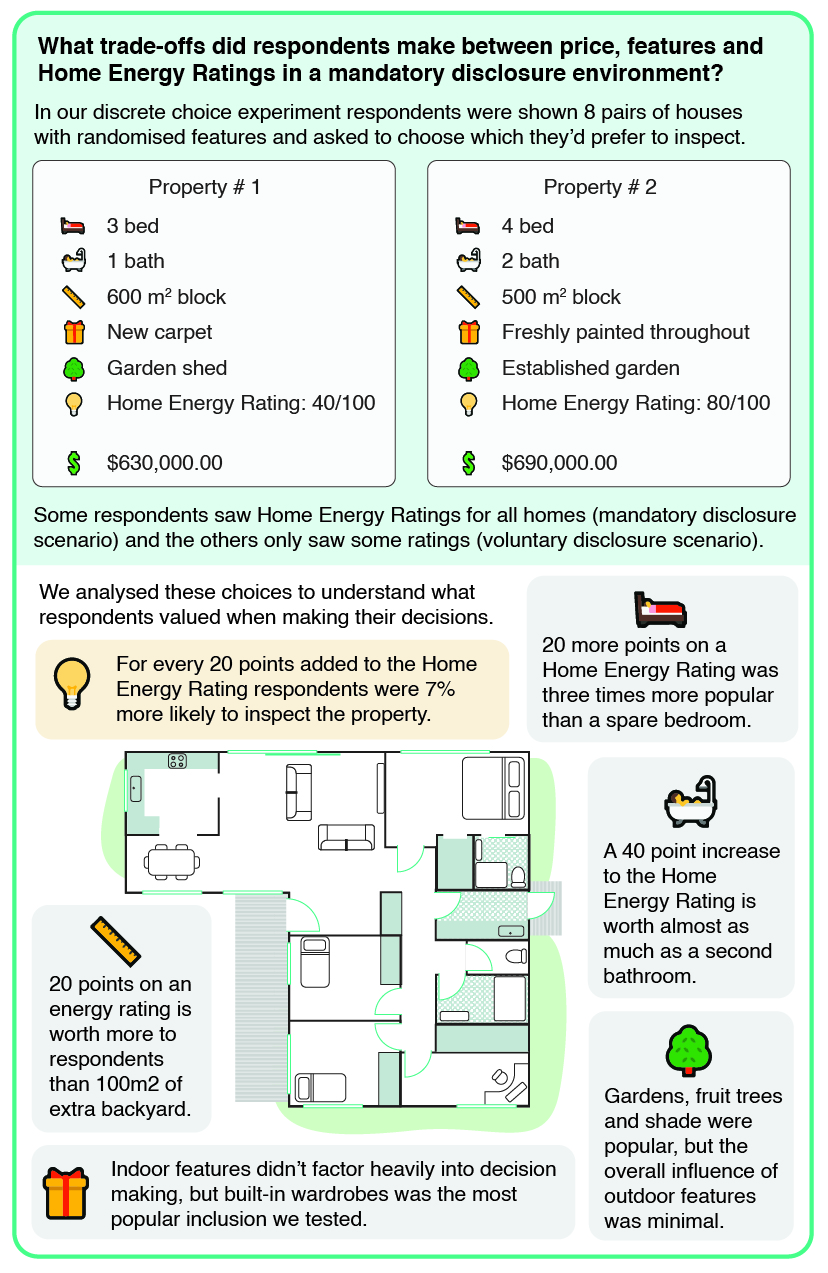 What trade-offs did respondents make between price, features and
Home Energy Ratings in a mandatory disclosure environment?
In our discrete choice experiment respondents were shown 8 pairs of houses
with randomised features and asked to choose which they’d prefer to inspect.
Property # 1
3 bed
1 bath
600 m² block
New carpet
Garden shed
Home Energy Rating: 40/100
$630,000.00
Property # 2
4 bed
2 bath
500 m² block
Freshly painted throughout
Established garden
Home Energy Rating: 80/100
$690,000.00
Some respondents saw Home Energy Ratings for all homes (mandatory disclosure
scenario) and the others only saw some ratings (voluntary disclosure scenario).
We analysed these choices to understand what
respondents valued when making their decisions.
For every 20 points added to the Home
Energy Rating respondents were 7%
more likely to inspect the property.
20 more points on a
Home Energy Rating was
three times more popular
than a spare bedroom.
A 40 point increase
to the Home
Energy Rating is
worth almost as
much as a second
bathroom.
20 points on an
energy rating is
worth more to
respondents
than 100m2 of
extra backyard.
Gardens, fruit trees
and shade were
popular, but the
overall influence of
outdoor features
was minimal.
Indoor features didn’t factor heavily into decision
making, but built-in wardrobes was the most
popular inclusion we tested.